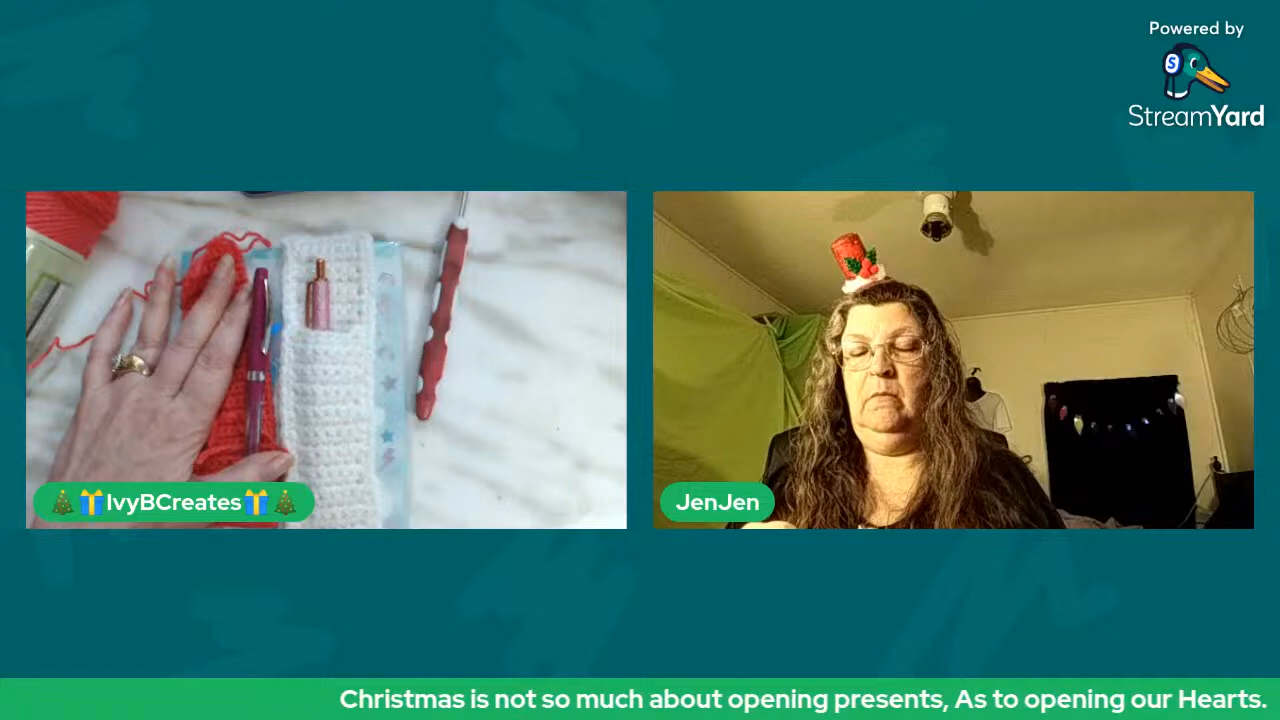 Powered by
S
StreamYard
🎄🎁IvyBCreates🎁🎄
JenJen
Christmas is not so much about opening presents, As to opening our Hearts.